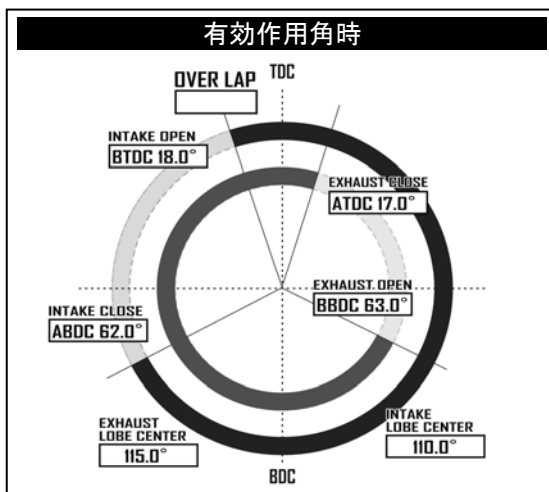 有効作用角時
TDC
OVER LAP
INTAKE OPEN
BTDC 18.0°
EXHAUST CLOSE
ATDC 17.0°
EXHAUST OPEN
BBDC 63.0°
INTAKE CLOSE
ABDC 62.0°
EXHAUST
LOBE CENTER
115.0°
INTAKE
LOBE CENTER
110.0°
BDC